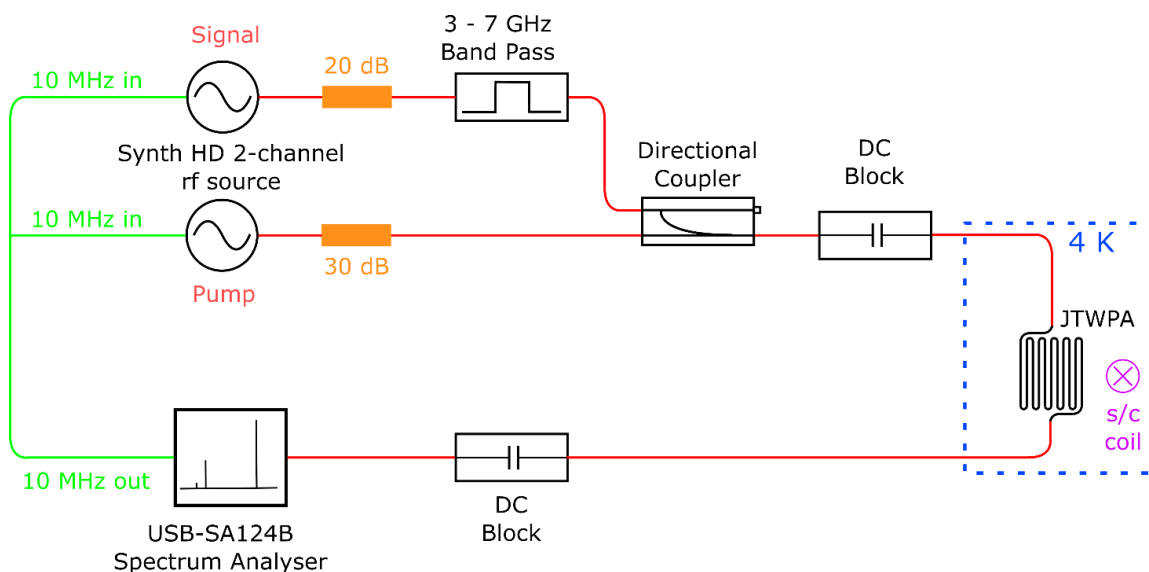 Signal
3 - 7 GHz
Band Pass
20 dB
10 MHz in
Synth HD 2-channel
rf source
Directional
Coupler
DC
Block
10 MHz in
30 dB
Pump
4 K
JTWPA
s/c
coil
10 MHz out
DC
Block
USB-SA124B
Spectrum Analyser